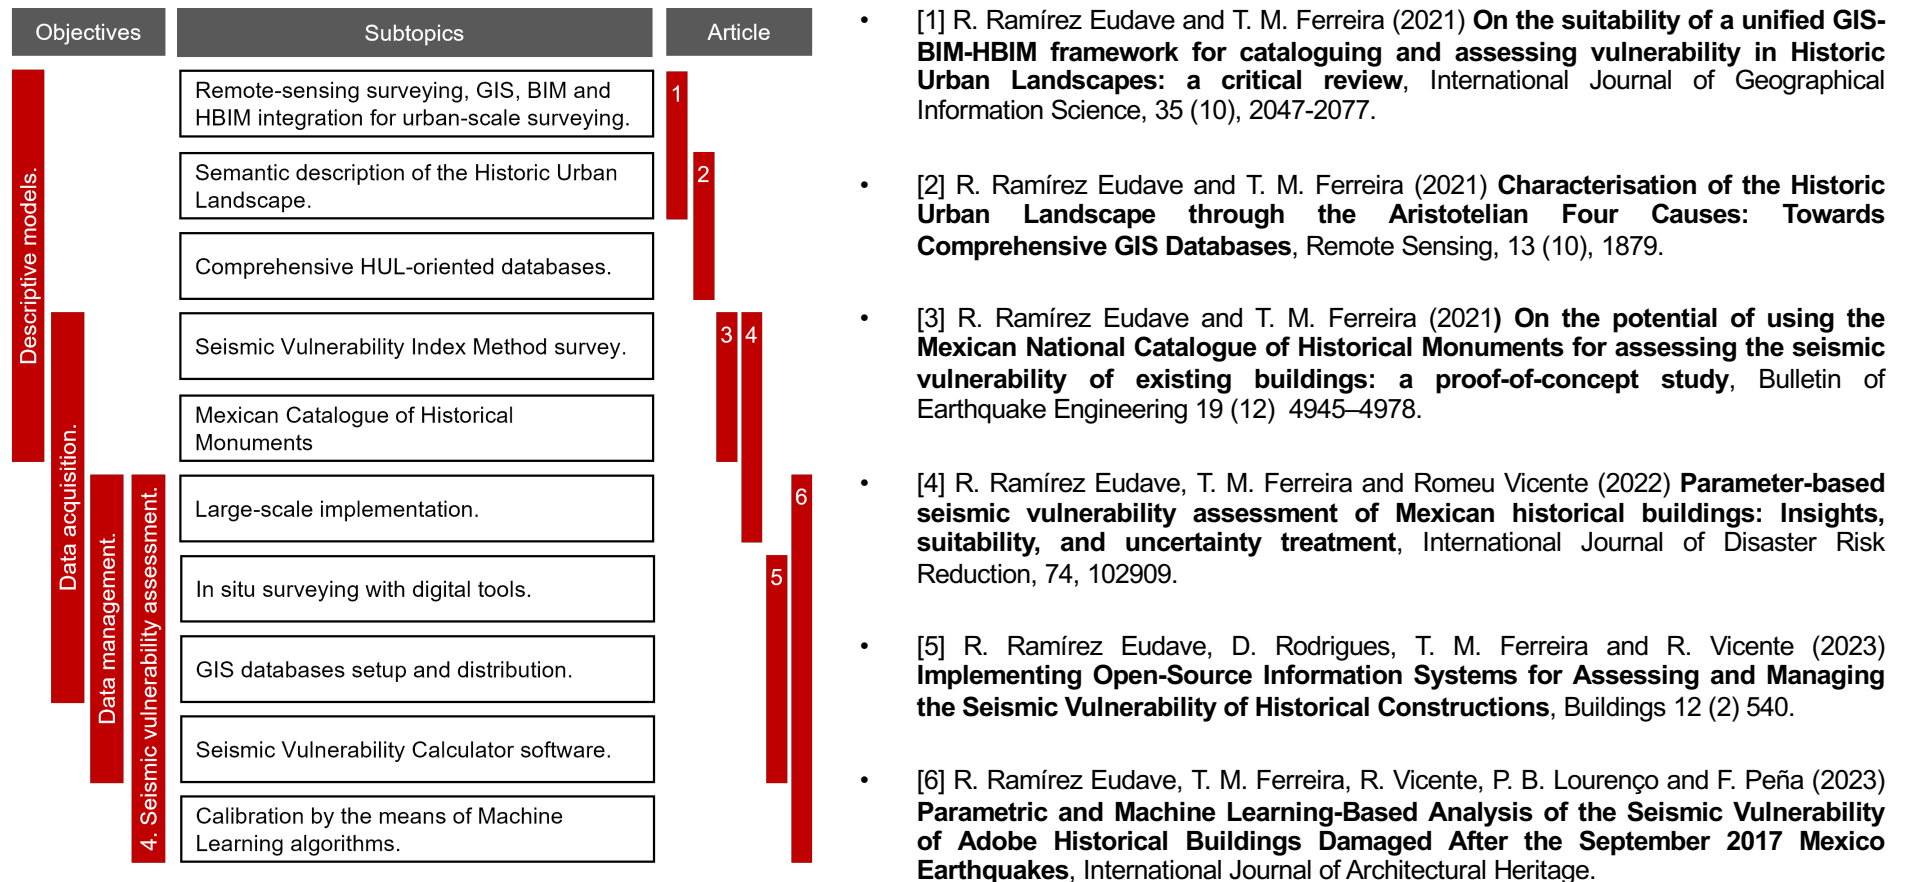 Objectives
Subtopics
Article
Descriptive models.
Data acquisition.
Data management.
4. Seismic vulnerability assessment.
Remote-sensing surveying, GIS, BIM and
HBIM integration for urban-scale surveying.
Semantic description of the Historic Urban
Landscape.
Comprehensive HUL-oriented databases.
Seismic Vulnerability Index Method survey.
Mexican Catalogue of Historical
Monuments
Large-scale implementation.
In situ surveying with digital tools.
GIS databases setup and distribution.
Seismic Vulnerability Calculator software.
Calibration by the means of Machine
Learning algorithms.
1
2
3
4
5
6
• [1] R. Ramírez Eudave and T. M. Ferreira (2021) On the suitability of a unified GIS-
BIM-HBIM framework for cataloguing and assessing vulnerability in Historic
Urban Landscapes: a critical review, International Journal of Geographical
Information Science, 35 (10), 2047-2077.
• [2] R. Ramírez Eudave and T. M. Ferreira (2021) Characterisation of the Historic
Urban Landscape through the Aristotelian Four Causes: Towards
Comprehensive GIS Databases, Remote Sensing, 13 (10), 1879.
• [3] R. Ramírez Eudave and T. M. Ferreira (2021) On the potential of using the
Mexican National Catalogue of Historical Monuments for assessing the seismic
vulnerability of existing buildings: a proof-of-concept study, Bulletin of
Earthquake Engineering 19 (12) 4945–4978.
• [4] R. Ramírez Eudave, T. M. Ferreira and Romeu Vicente (2022) Parameter-based
seismic vulnerability assessment of Mexican historical buildings: Insights,
suitability, and uncertainty treatment, International Journal of Disaster Risk
Reduction, 74, 102909.
• [5] R. Ramírez Eudave, D. Rodrigues, T. M. Ferreira and R. Vicente (2023)
Implementing Open-Source Information Systems for Assessing and Managing
the Seismic Vulnerability of Historical Constructions, Buildings 12 (2) 540.
• [6] R. Ramírez Eudave, T. M. Ferreira, R. Vicente, P. B. Lourenço and F. Peña (2023)
Parametric and Machine Learning-Based Analysis of the Seismic Vulnerability
of Adobe Historical Buildings Damaged After the September 2017 Mexico
Earthquakes, International Journal of Architectural Heritage.